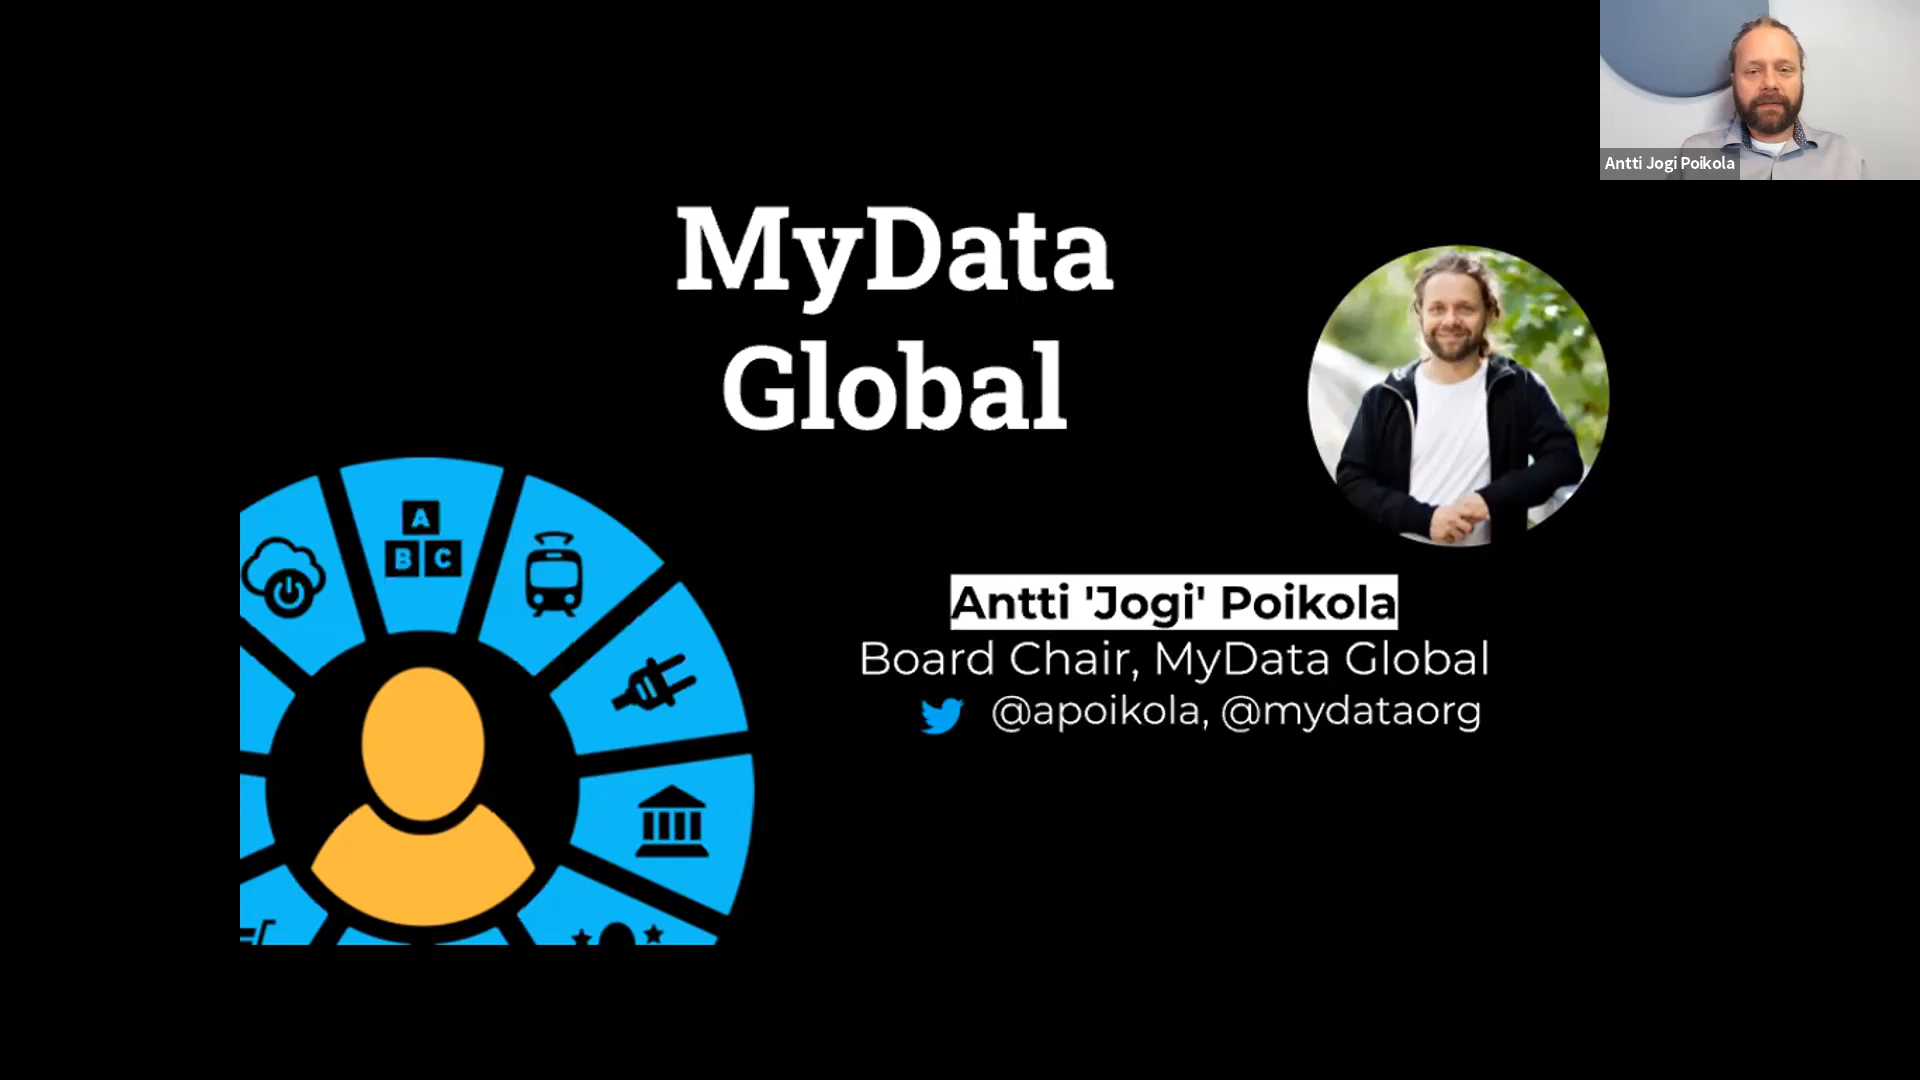 Antti Jogi Poikola
MyData
Global
A
B C
Antti 'Jogi' Poikola
Board Chair, MyData Global
@apoikola, @mydataorg